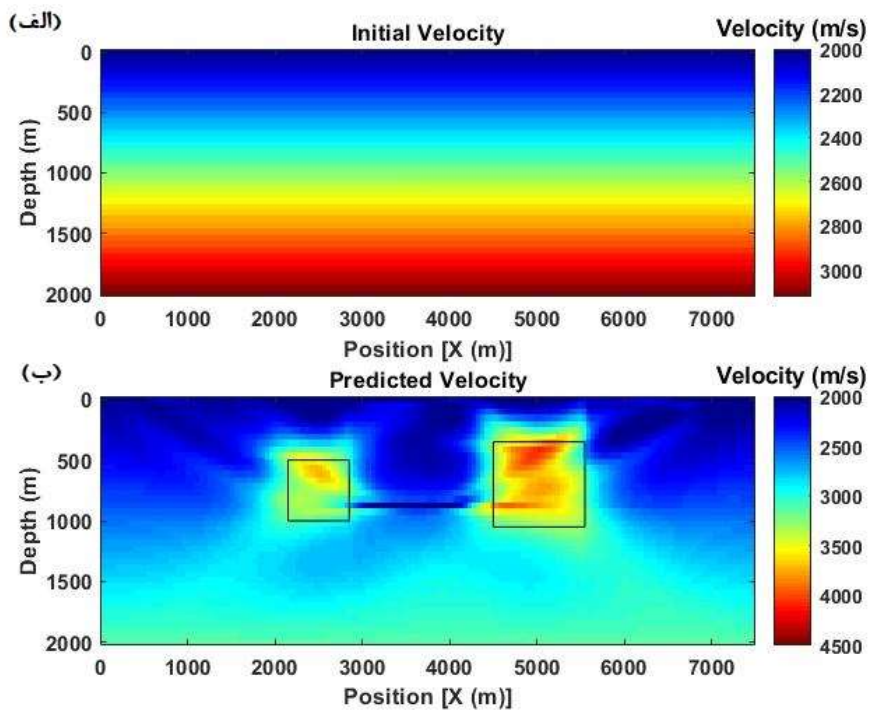 (الف)
Initial Velocity
Velocity (m/s)
0
500
1000
1500
2000
Depth (m)
0 1000 2000 3000 4000 5000 6000 7000
Position [X (m)]
2000
2200
2400
2600
2800
3000
(ب)
Predicted Velocity
Velocity (m/s)
0
500
1000
1500
2000
Depth (m)
0 1000 2000 3000 4000 5000 6000 7000
Position [X (m)]
2000
2500
3000
3500
4000
4500